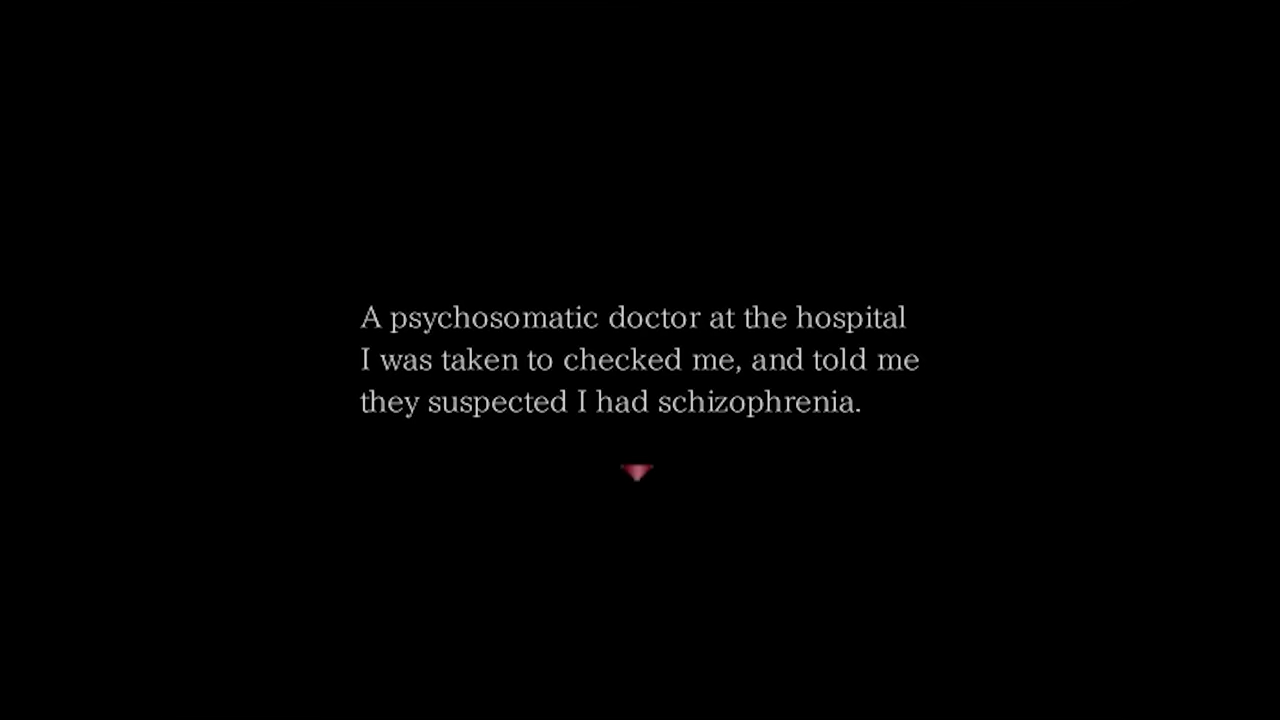 A psychosomatic doctor at the hospital
I was taken to checked me, and told me
they suspected I had schizophrenia.